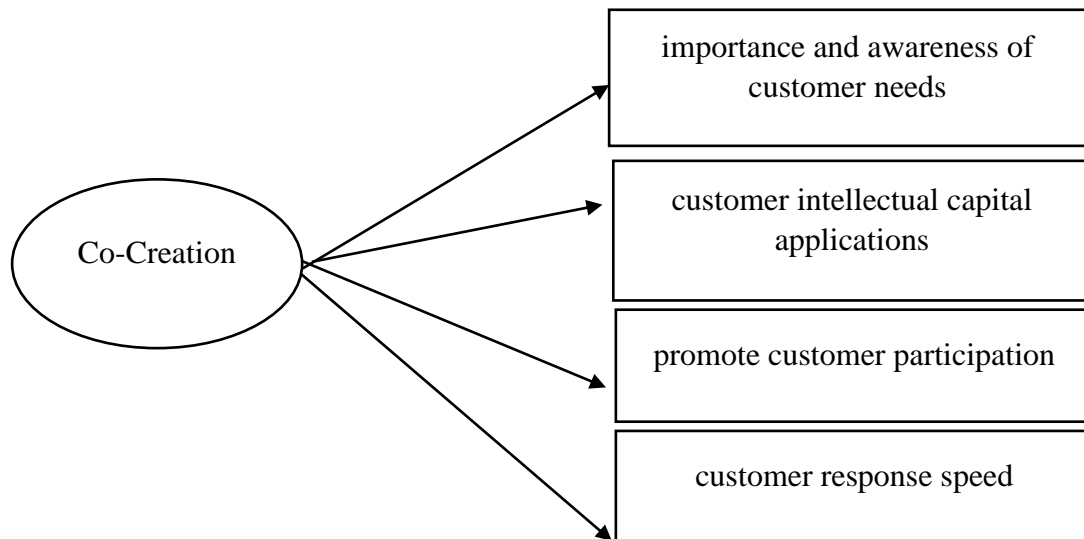 importance and awareness of
customer needs
customer intellectual capital
applications
Co-Creation
promote customer participation
customer response speed